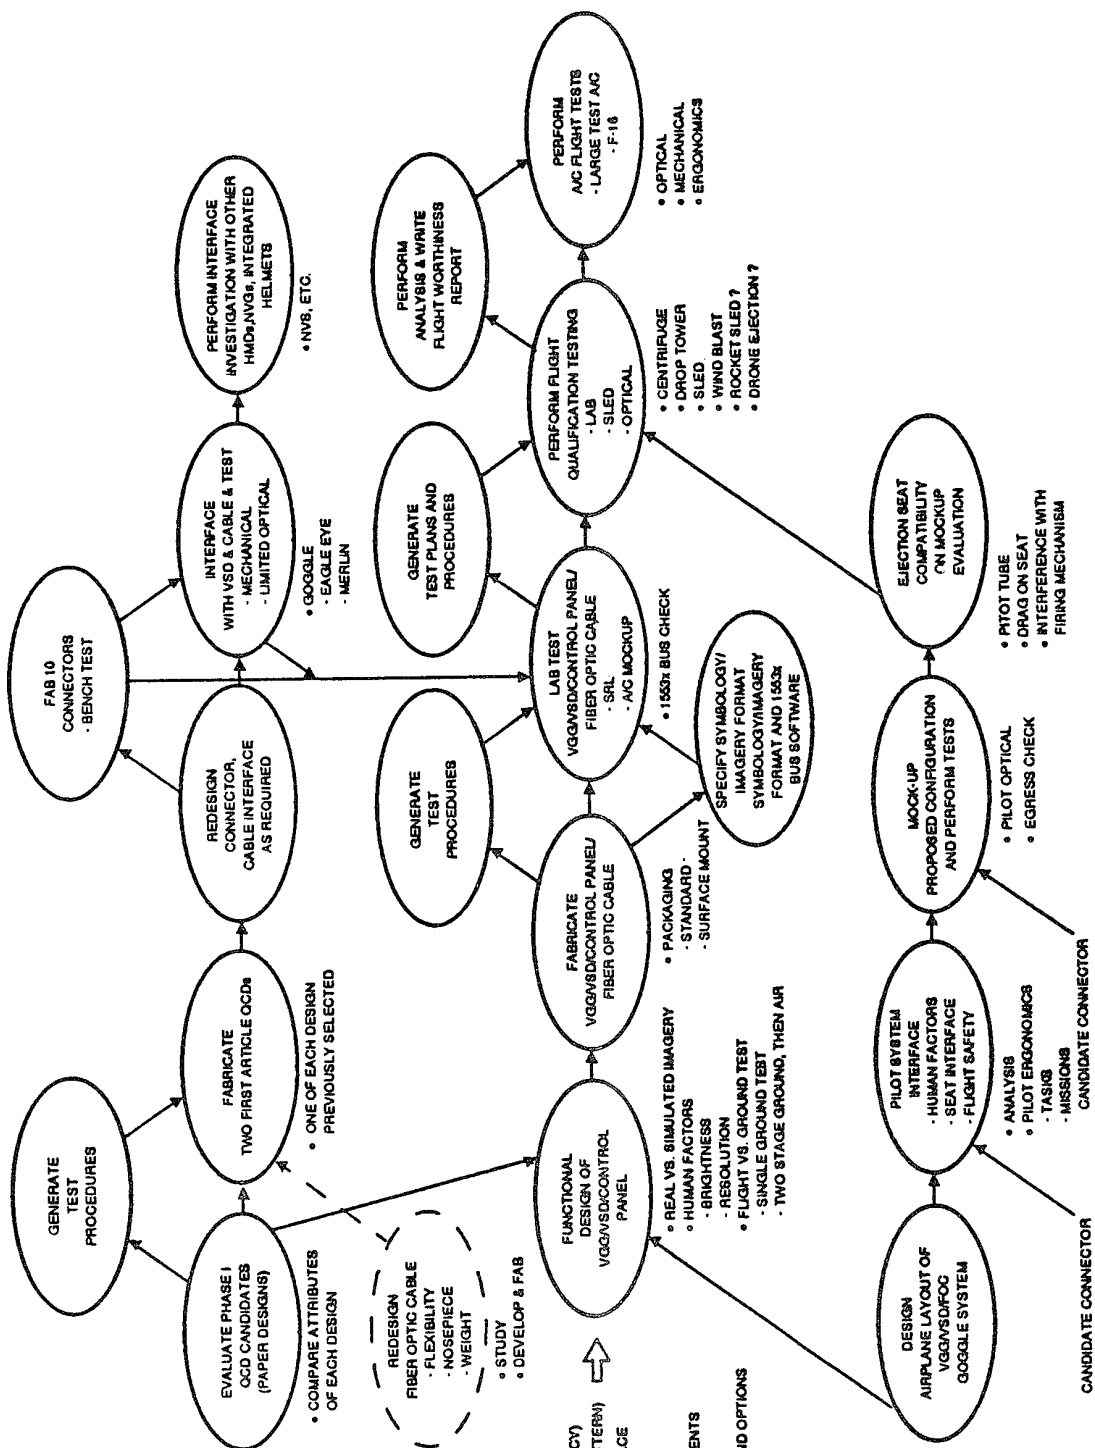 GENERATE
TEST
PROCEDURES
EVALUATE PHASE I
QCD CANDIDATES
(PAPER DESIGNS)
• COMPARE ATTRIBUTES
OF EACH DESIGN
FABRICATE
TWO FIRST ARTICLE QCDs
• ONE OF EACH DESIGN
PREVIOUSLY SELECTED
REDESIGN
CONNECTOR,
CABLE INTERFACE
AS REQUIRED
FAB 10
CONNECTORS
- BENCH TEST
INTERFACE
WITH VSD & CABLE & TEST
- MECHANICAL
- LIMITED OPTICAL
• GOGGLE
- EAGLE EYE
- MERLIN
PERFORM INTERFACE
INVESTIGATION WITH OTHER
HMDs, NVGs, INTEGRATED
HELMETS
• NVS, ETC.
REDESIGN
FIBER OPTIC CABLE
- FLEXIBILITY
- NOSEPIECE
- WEIGHT
• STUDY
• DEVELOP & FAB
CY)
TTERN)
ACE
ENTS
ND OPTIONS
FUNCTIONAL
DESIGN OF
VGG/VSD/CONTROL
PANEL
• REAL VS. SIMULATED IMAGERY
• HUMAN FACTORS
- BRIGHTNESS
- RESOLUTION
• FLIGHT VS. GROUND TEST
- SINGLE GROUND TEST
- TWO STAGE GROUND, THEN AIR
FABRICATE
VGG/VSD/CONTROL PANEL/
FIBER OPTIC CABLE
• PACKAGING
- STANDARD -
- SURFACE MOUNT
GENERATE
TEST
PROCEDURES
SPECIFY SYMBOLOGY/
IMAGERY FORMAT
SYMBOLOGY/IMAGERY
FORMAT AND 1553x
BUS SOFTWARE
LAB TEST
VGG/VSD/CONTROL PANEL/
FIBER OPTIC CABLE
- SRL
- A/C MOCKUP
• 1553x BUS CHECK
GENERATE
TEST PLANS AND
PROCEDURES
PERFORM FLIGHT
QUALIFICATION TESTING
- LAB
- SLED
- OPTICAL
• CENTRIFUGE
• DROP TOWER
• SLED
• WIND BLAST
• ROCKET SLED ?
• DRONE EJECTION ?
PERFORM
ANALYSIS & WRITE
FLIGHT WORTHINESS
REPORT
PERFORM
A/C FLIGHT TESTS
- LARGE TEST A/C
- F-16
• OPTICAL
• MECHANICAL
• ERGONOMICS
DESIGN
AIRPLANE LAYOUT OF
VGG/VSD/FOC
GOGGLE SYSTEM
CANDIDATE CONNECTOR
PILOT SYSTEM
INTERFACE
- HUMAN FACTORS
- SEAT INTERFACE
- FLIGHT SAFETY
• ANALYSIS
• PILOT ERGONOMICS
- TASKS
- MISSIONS
CANDIDATE CONNECTOR
MOCK-UP
PROPOSED CONFIGURATION
AND PERFORM TESTS
• PILOT OPTICAL
• EGRESS CHECK
EJECTION SEAT
COMPATIBILITY
ON MOCKUP
EVALUATION
• PITOT TUBE
• DRAG ON SEAT
• INTERFERENCE WITH
FIRING MECHANISM